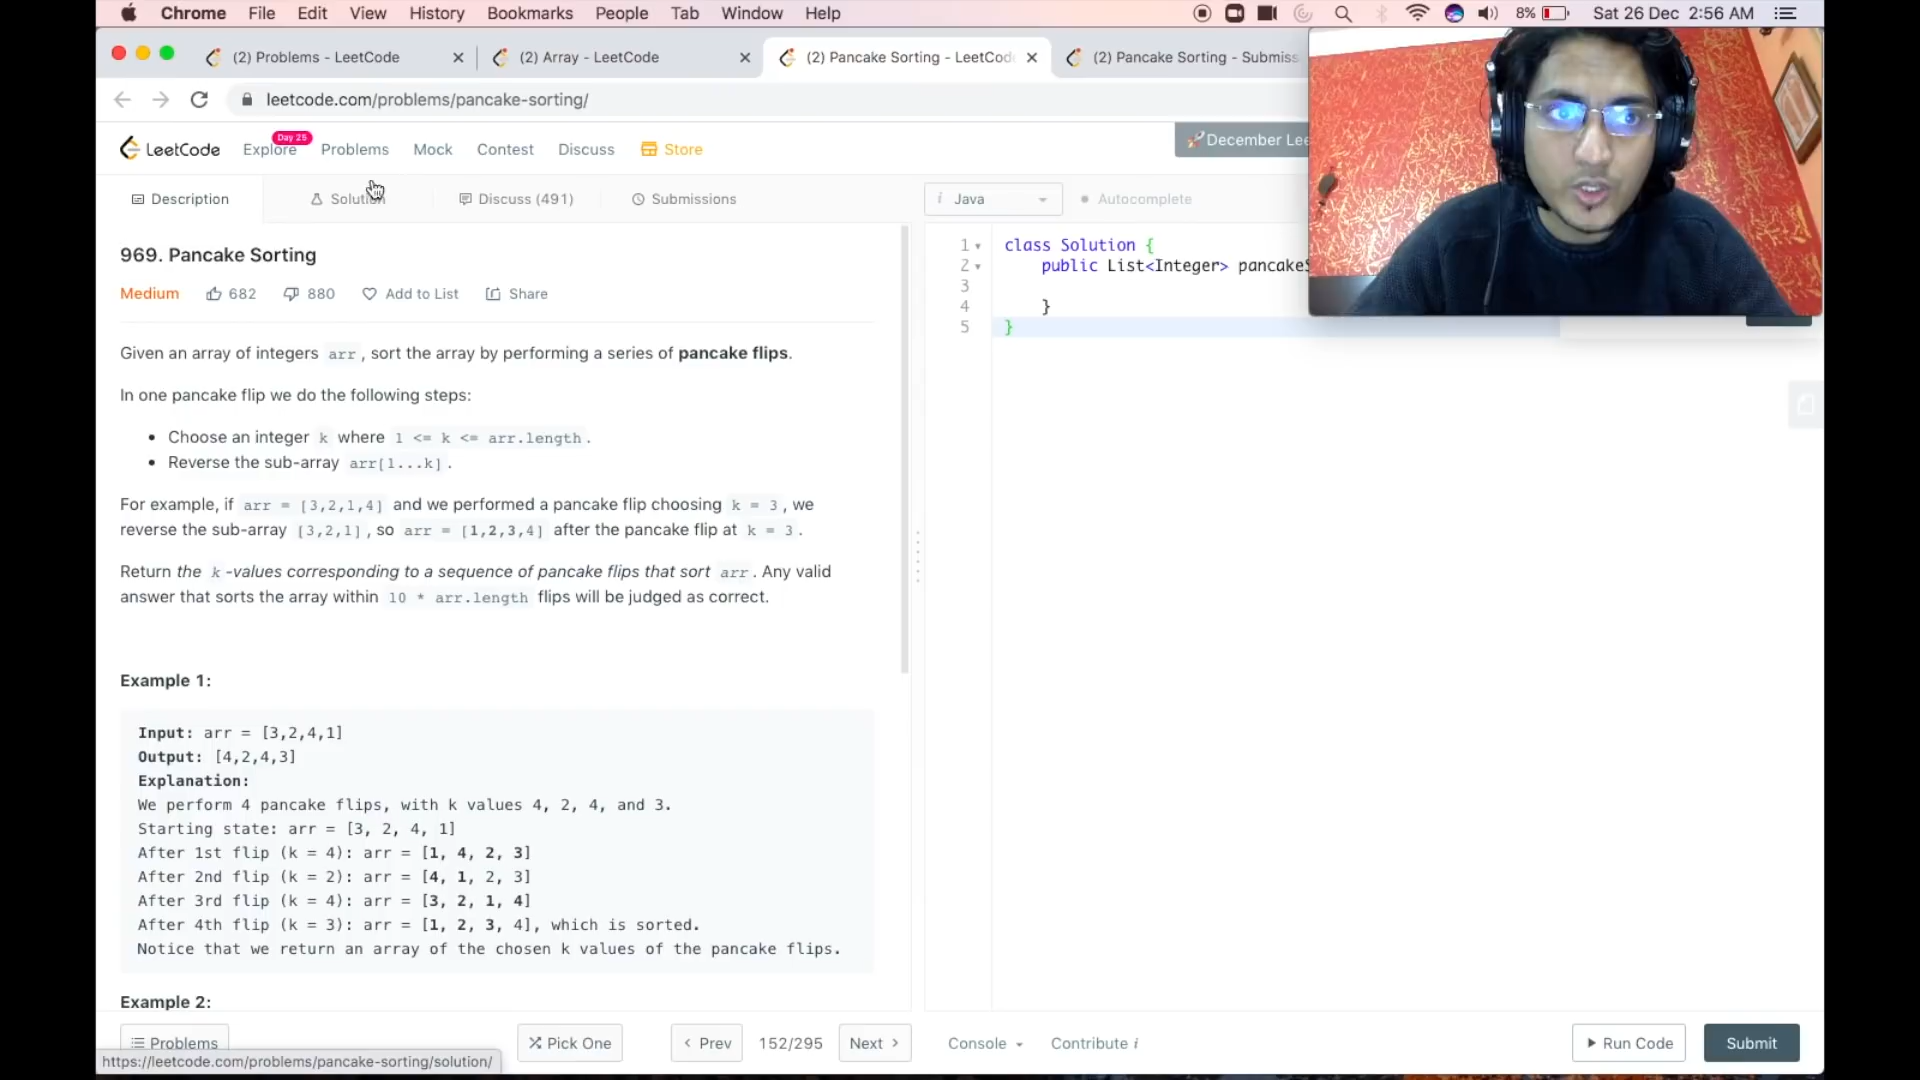 Chrome File Edit View History Bookmarks People Tab Window Help 8% Sat 26 Dec 2:56 AM
(2) Problems - LeetCode (2) Array - LeetCode (2) Pancake Sorting - LeetCod (2) Pancake Sorting - Submiss
leetcode.com/problems/pancake-sorting/
LeetCode Explore Day 25 Problems Mock Contest Discuss Store December Lee
Description Solution Discuss (491) Submissions
i Java Autocomplete
969. Pancake Sorting
Medium 682 880 Add to List Share
Given an array of integers arr, sort the array by performing a series of pancake flips.
In one pancake flip we do the following steps:
• Choose an integer k where 1 <= k <= arr.length.
• Reverse the sub-array arr[1...k].
For example, if arr = [3,2,1,4] and we performed a pancake flip choosing k = 3, we
reverse the sub-array [3,2,1], so arr = [1,2,3,4] after the pancake flip at k = 3.
Return the k-values corresponding to a sequence of pancake flips that sort arr. Any valid
answer that sorts the array within 10 * arr.length flips will be judged as correct.
Example 1:
Input: arr = [3,2,4,1]
Output: [4,2,4,3]
Explanation:
We perform 4 pancake flips, with k values 4, 2, 4, and 3.
Starting state: arr = [3, 2, 4, 1]
After 1st flip (k = 4): arr = [1, 4, 2, 3]
After 2nd flip (k = 2): arr = [4, 1, 2, 3]
After 3rd flip (k = 4): arr = [3, 2, 1, 4]
After 4th flip (k = 3): arr = [1, 2, 3, 4], which is sorted.
Notice that we return an array of the chosen k values of the pancake flips.
Example 2:
1 class Solution {
2 public List<Integer> pancakeS
3
4 }
5 }
Problems Pick One < Prev 152/295 Next > Console Contribute i Run Code Submit
https://leetcode.com/problems/pancake-sorting/solution/